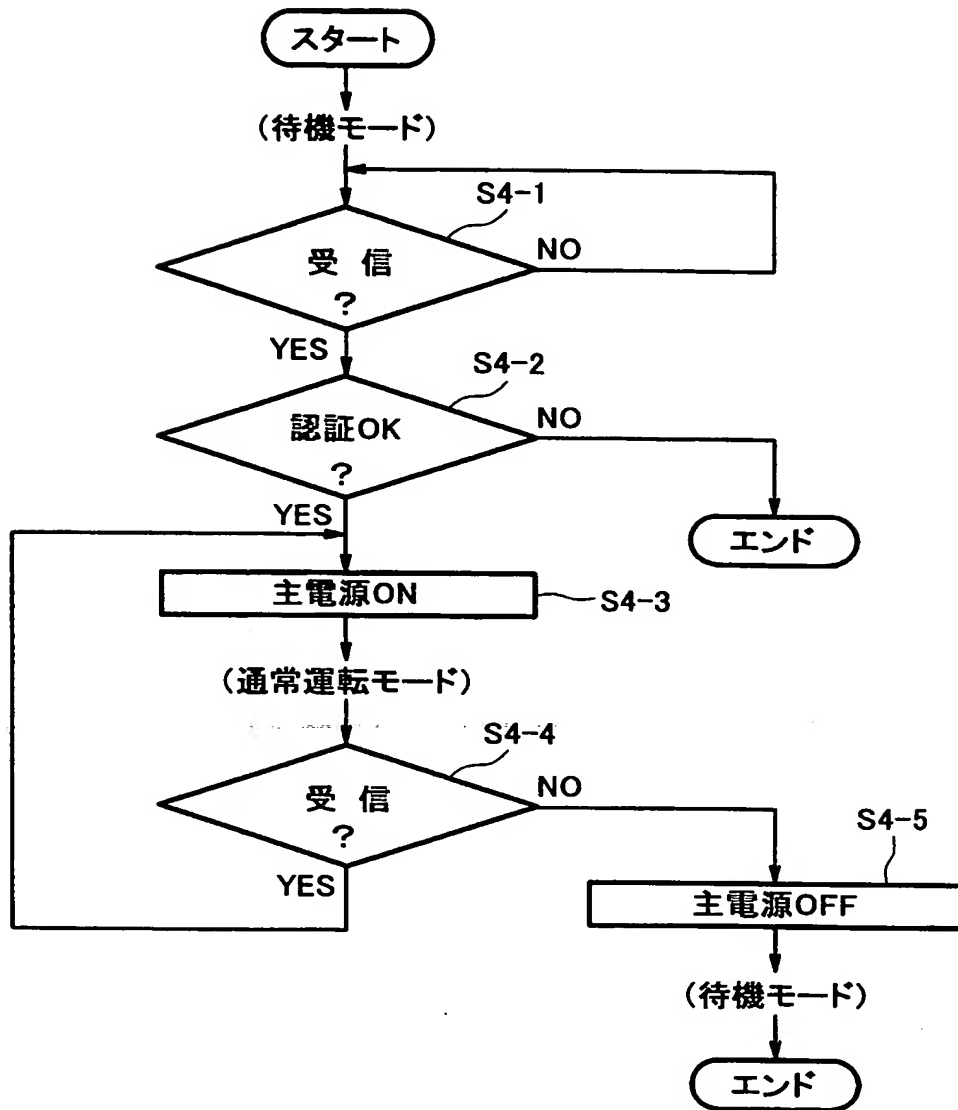 スタート
(待機モード)
S4-1
受 信
?
NO
YES
S4-2
認証OK
?
NO
YES
エンド
主電源ON
S4-3
(通常運転モード)
S4-4
受 信
?
NO
YES
S4-5
主電源OFF
(待機モード)
エンド